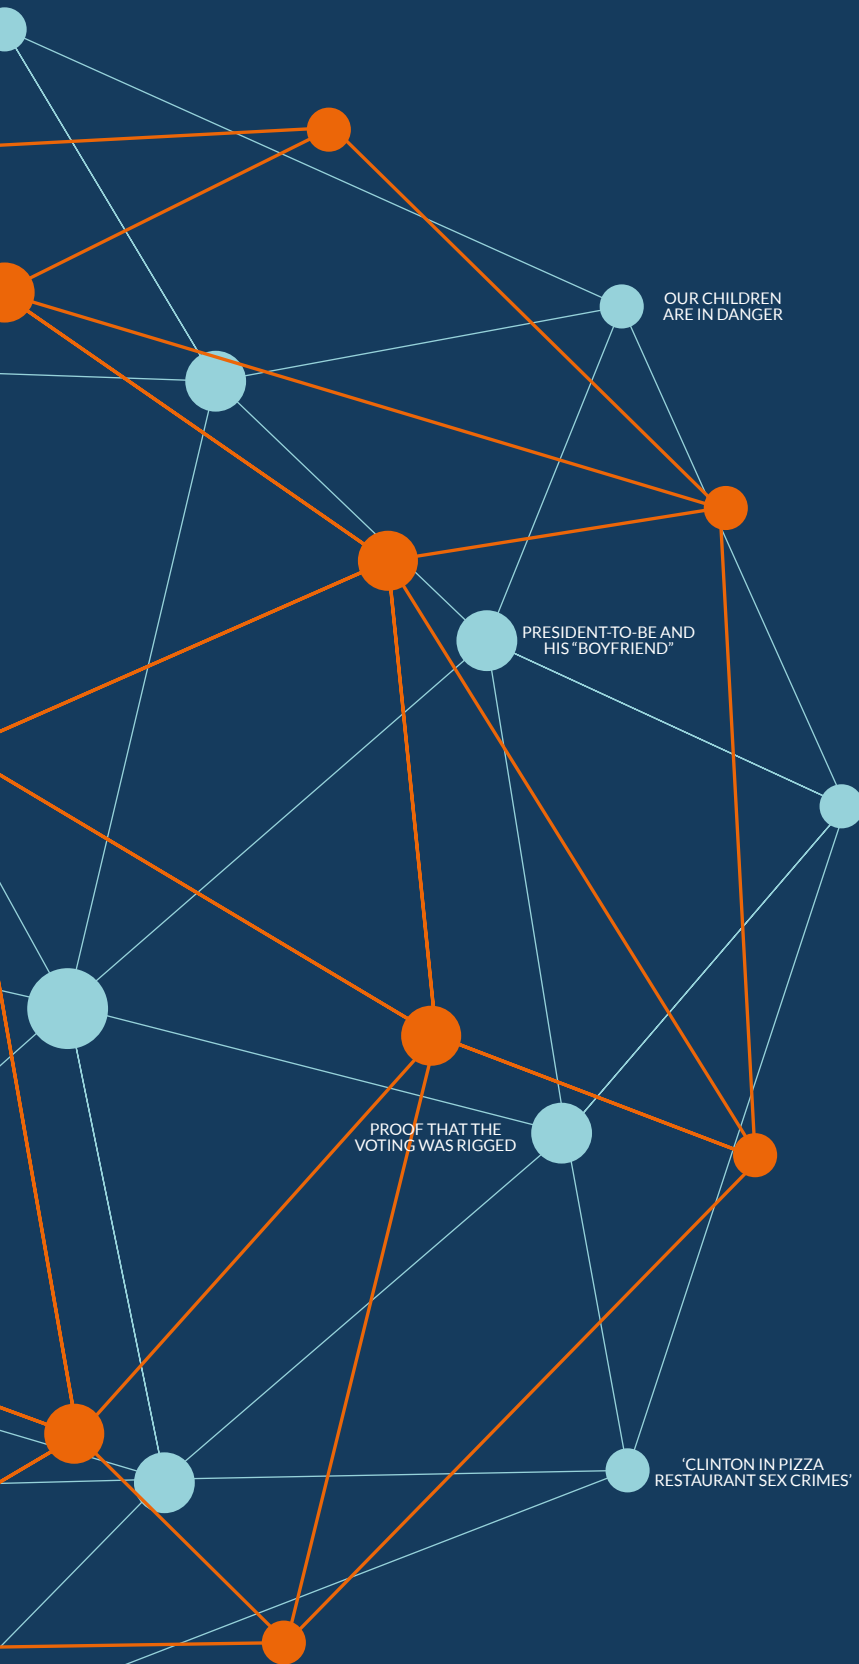 OUR CHILDREN
ARE IN DANGER
PRESIDENT-TO-BE AND
HIS “BOYFRIEND”
PROOF THAT THE
VOTING WAS RIGGED
‘CLINTON IN PIZZA
RESTAURANT SEX CRIMES’